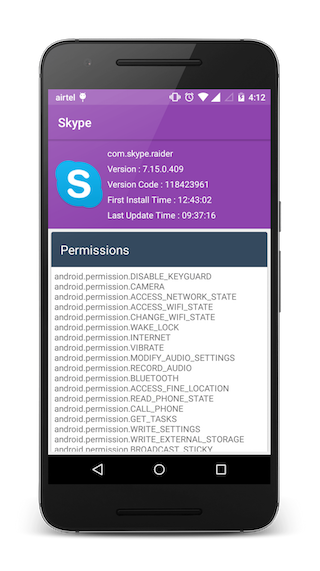 airtel
4:12
Skype
S
com.skype.raider
Version : 7.15.0.409
Version Code : 118423961
First Install Time : 12:43:02
Last Update Time : 09:37:16
Permissions
android.permission.DISABLE_KEYGUARD
android.permission.CAMERA
android.permission.ACCESS_NETWORK_STATE
android.permission.ACCESS_WIFI_STATE
android.permission.CHANGE_WIFI_STATE
android.permission.WAKE_LOCK
android.permission.INTERNET
android.permission.VIBRATE
android.permission.MODIFY_AUDIO_SETTINGS
android.permission.RECORD_AUDIO
android.permission.BLUETOOTH
android.permission.ACCESS_FINE_LOCATION
android.permission.READ_PHONE_STATE
android.permission.CALL_PHONE
android.permission.GET_TASKS
android.permission.WRITE_SETTINGS
android.permission.WRITE_EXTERNAL_STORAGE
android.permission.BROADCAST_STICKY